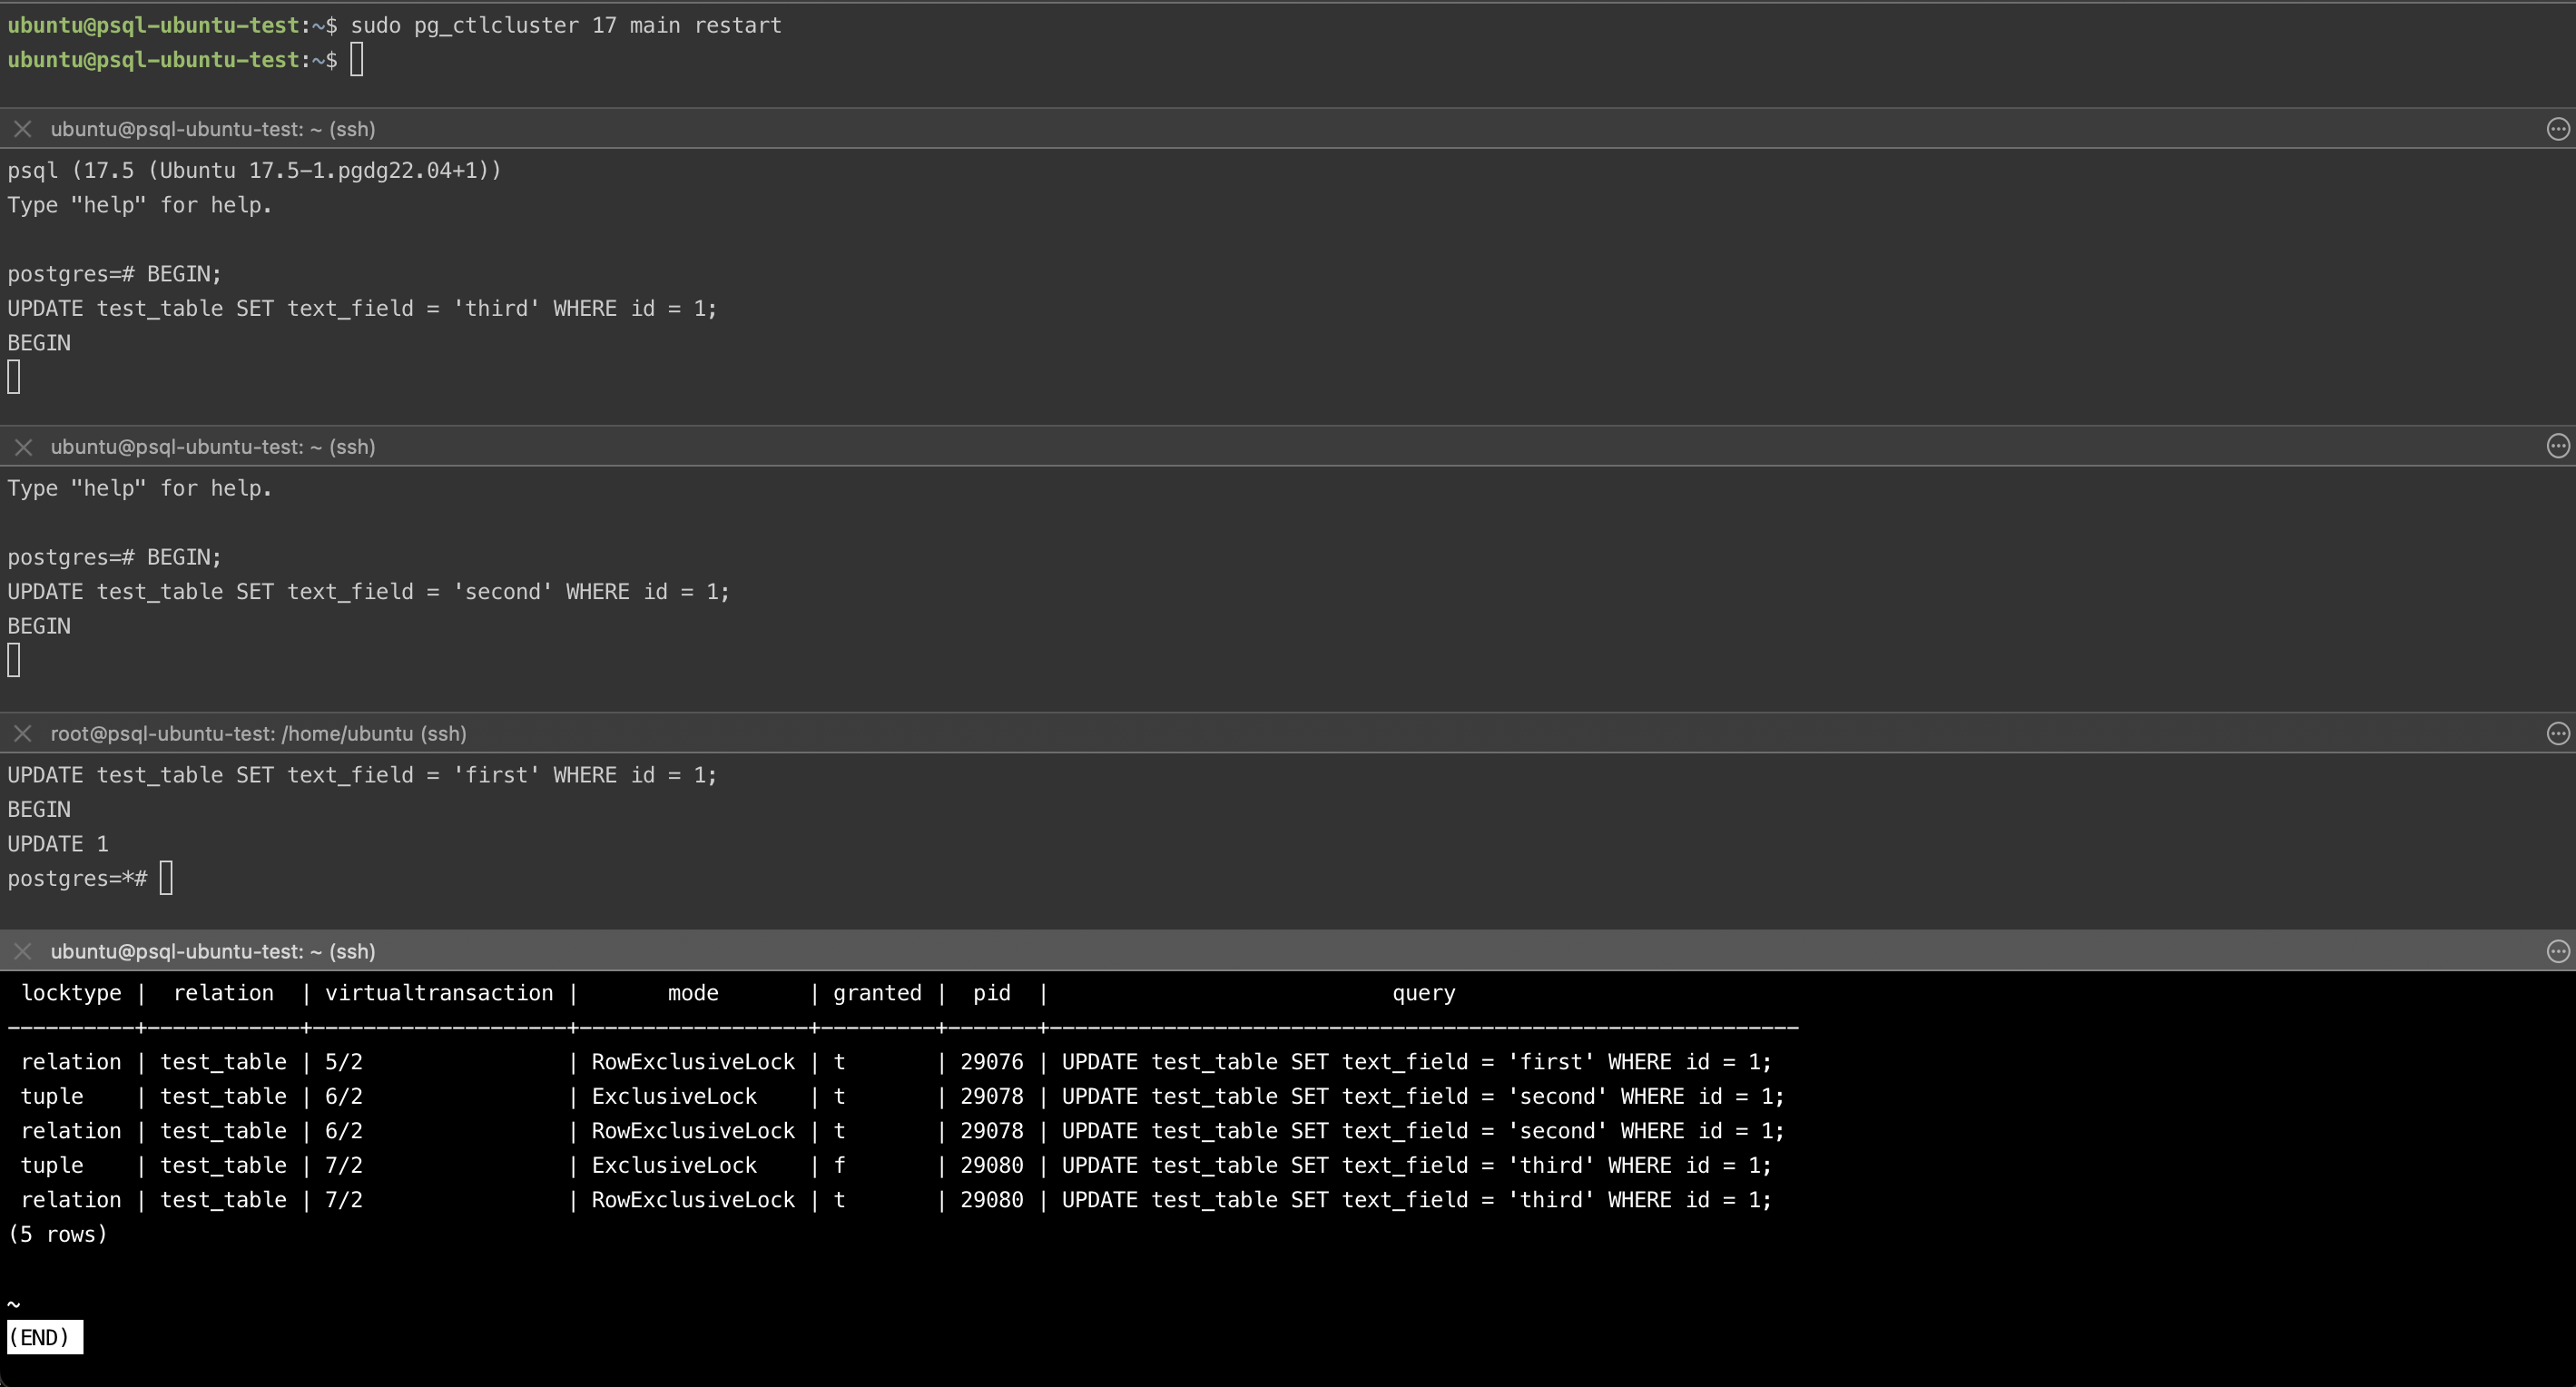 ubuntu@psql-ubuntu-test:~$ sudo pg_ctlcluster 17 main restart
ubuntu@psql-ubuntu-test:~$
ubuntu@psql-ubuntu-test: ~ (ssh)
psql (17.5 (Ubuntu 17.5-1.pgdg22.04+1))
Type "help" for help.
postgres=# BEGIN;
UPDATE test_table SET text_field = 'third' WHERE id = 1;
BEGIN
ubuntu@psql-ubuntu-test: ~ (ssh)
Type "help" for help.
postgres=# BEGIN;
UPDATE test_table SET text_field = 'second' WHERE id = 1;
BEGIN
root@psql-ubuntu-test: /home/ubuntu (ssh)
UPDATE test_table SET text_field = 'first' WHERE id = 1;
BEGIN
UPDATE 1
postgres=*#
ubuntu@psql-ubuntu-test: ~ (ssh)
 locktype |  relation  | virtualtransaction |       mode       | granted |  pid  |                           query
----------+------------+--------------------+------------------+---------+-------+-----------------------------------------------------------
 relation | test_table | 5/2                | RowExclusiveLock | t       | 29076 | UPDATE test_table SET text_field = 'first' WHERE id = 1;
 tuple    | test_table | 6/2                | ExclusiveLock    | t       | 29078 | UPDATE test_table SET text_field = 'second' WHERE id = 1;
 relation | test_table | 6/2                | RowExclusiveLock | t       | 29078 | UPDATE test_table SET text_field = 'second' WHERE id = 1;
 tuple    | test_table | 7/2                | ExclusiveLock    | f       | 29080 | UPDATE test_table SET text_field = 'third' WHERE id = 1;
 relation | test_table | 7/2                | RowExclusiveLock | t       | 29080 | UPDATE test_table SET text_field = 'third' WHERE id = 1;
(5 rows)
~
(END)